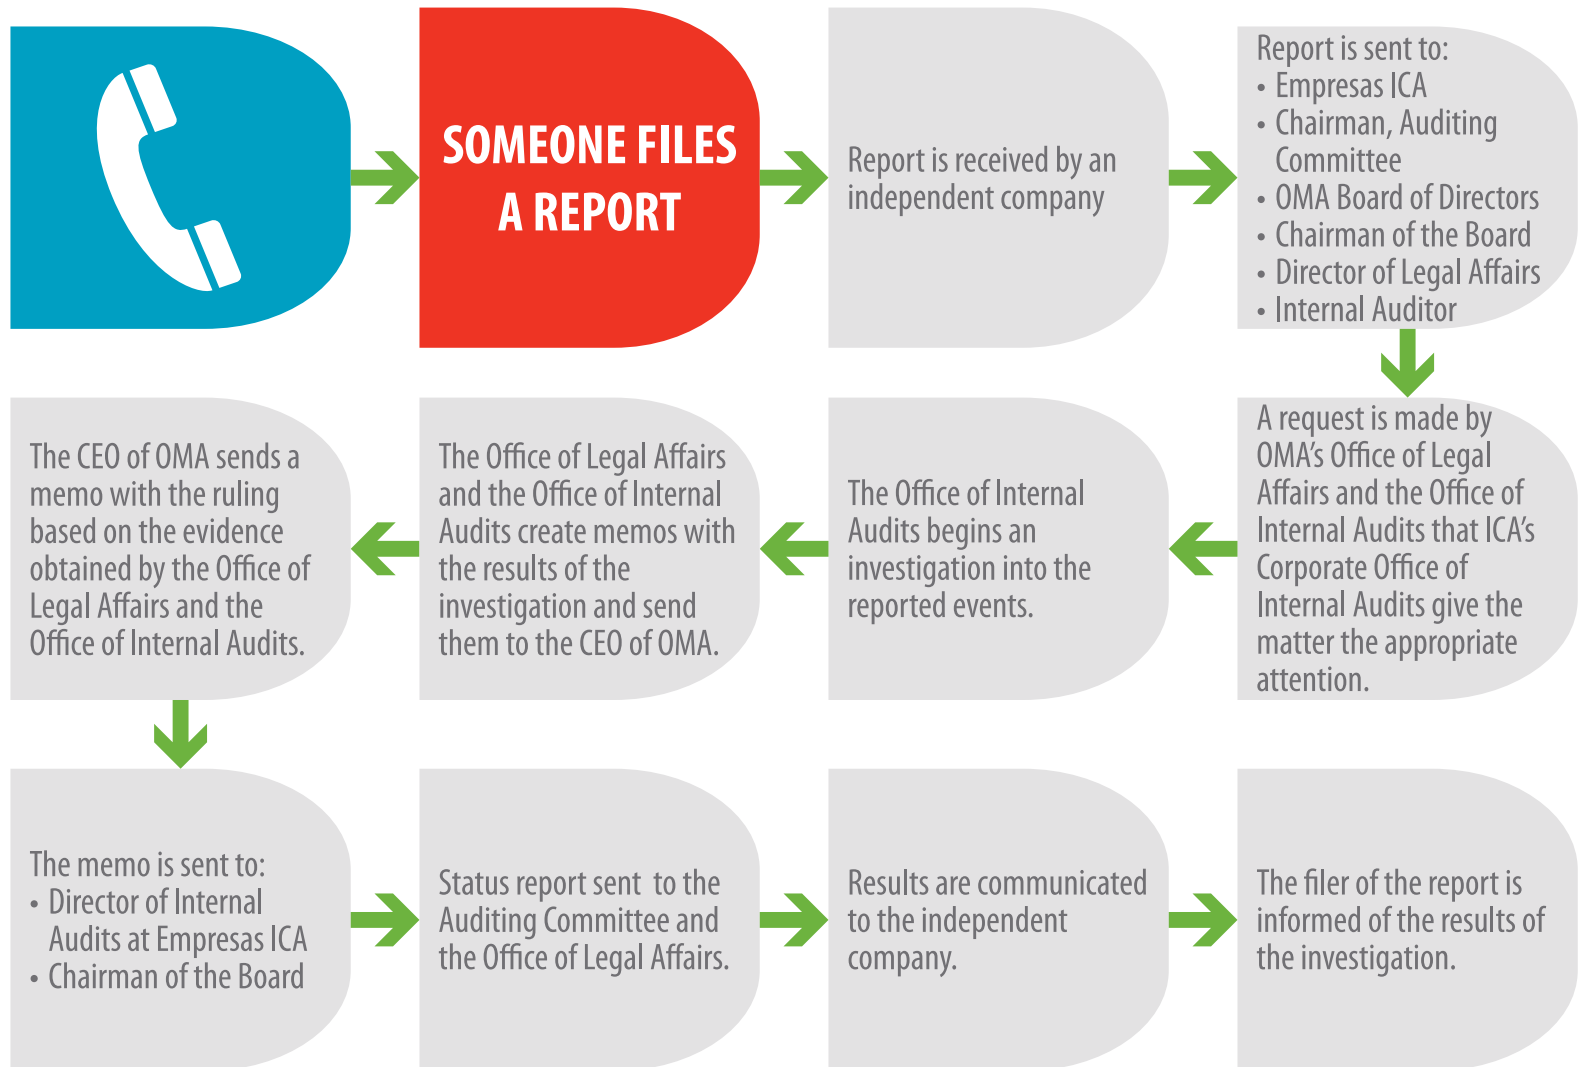 SOMEONE FILES
A REPORT
Report is received by an
independent company
Report is sent to:
• Empresas ICA
• Chairman, Auditing
Committee
• OMA Board of Directors
• Chairman of the Board
• Director of Legal Affairs
• Internal Auditor
A request is made by
OMA's Office of Legal
Affairs and the Office of
Internal Audits that ICA's
Corporate Office of
Internal Audits give the
matter the appropriate
attention.
The Office of Internal
Audits begins an
investigation into the
reported events.
The Office of Legal Affairs
and the Office of Internal
Audits create memos with
the results of the
investigation and send
them to the CEO of OMA.
The CEO of OMA sends a
memo with the ruling
based on the evidence
obtained by the Office of
Legal Affairs and the
Office of Internal Audits.
The memo is sent to:
• Director of Internal
Audits at Empresas ICA
• Chairman of the Board
Status report sent  to the
Auditing Committee and
the Office of Legal Affairs.
Results are communicated
to the independent
company.
The filer of the report is
informed of the results of
the investigation.